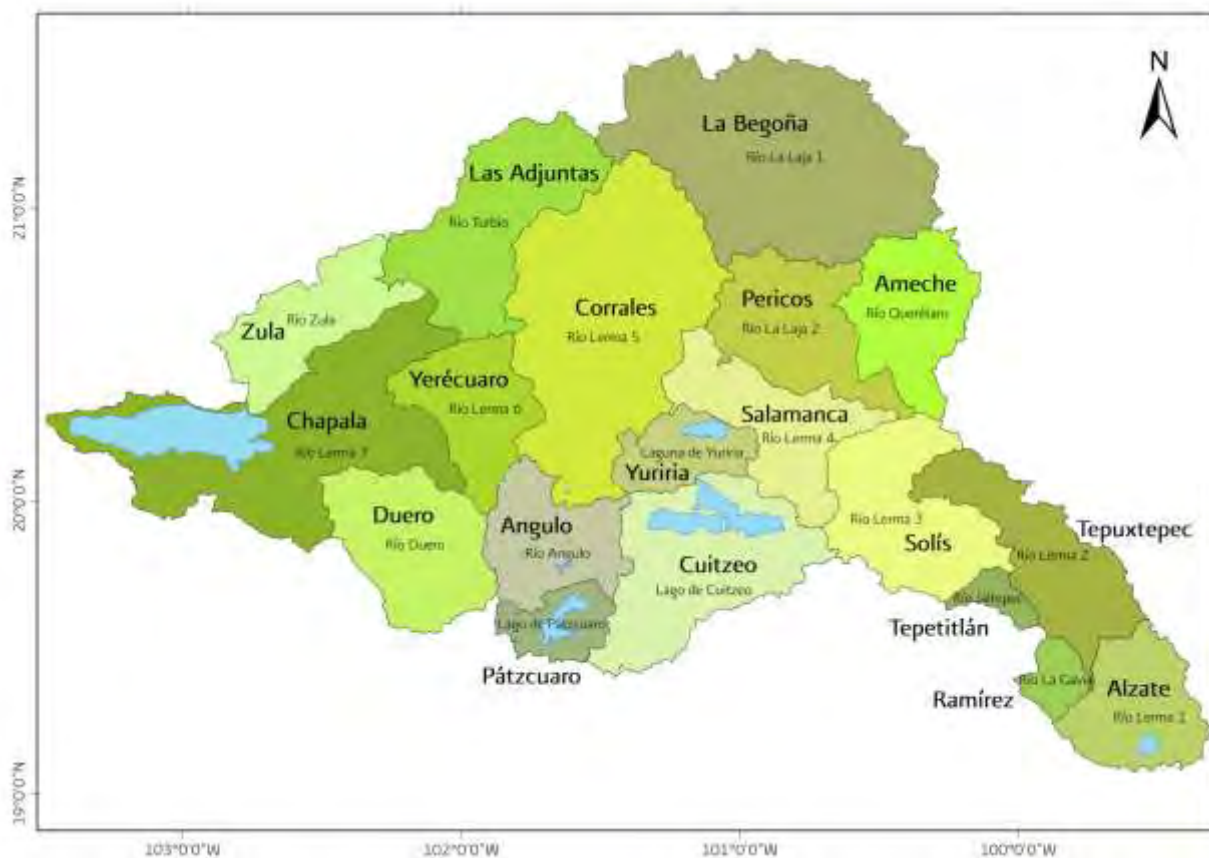 N
La Begoña
Río La Laja 1
Las Adjuntas
Río Turbio
21°0'0"N
Ameche
Río Querétaro
Pericos
Río La Laja 2
Corrales
Río Lerma 5
Zula
Río Zula
Yerécuaro
Río Lerma 6
Salamanca
Río Lerma 4
Chapala
Río Lerma 7
Laguna de Yuriria
Yuriria
20°0'0"N
Duero
Río Duero
Angulo
Río Angulo
Río Lerma 3
Solís
Tepuxtepec
Río Lerma 2
Cuitzeo
Lago de Cuitzeo
Río Jaltepec
Tepetitlán
Lago de Pátzcuaro
Pátzcuaro
Río La Gavia
Ramírez
Alzate
Río Lerma 1
19°0'0"N
103°0'0"W
102°0'0"W
101°0'0"W
100°0'0"W